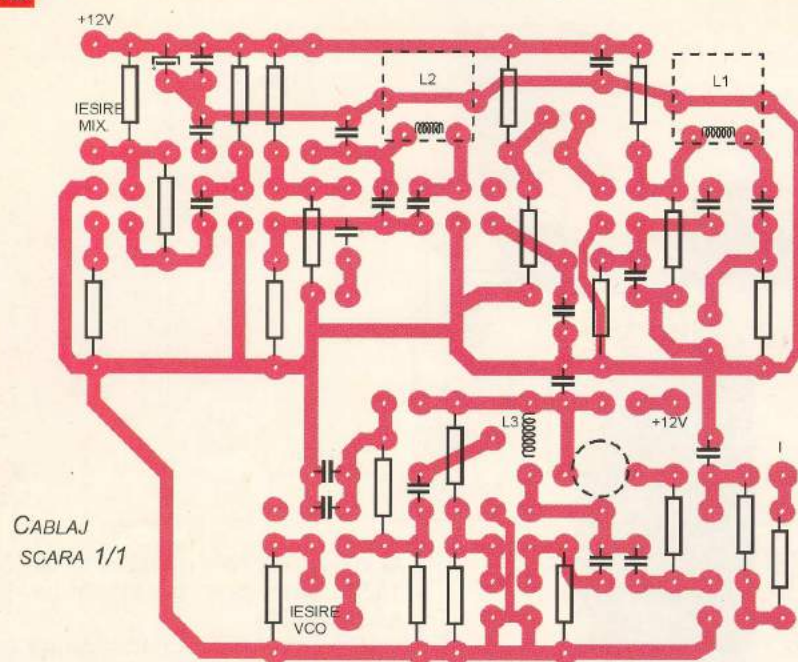 +12V
L2
L1
IESIRE
MIX.
L3
+12V
CABLAJ
SCARA 1/1
IESIRE
VCO